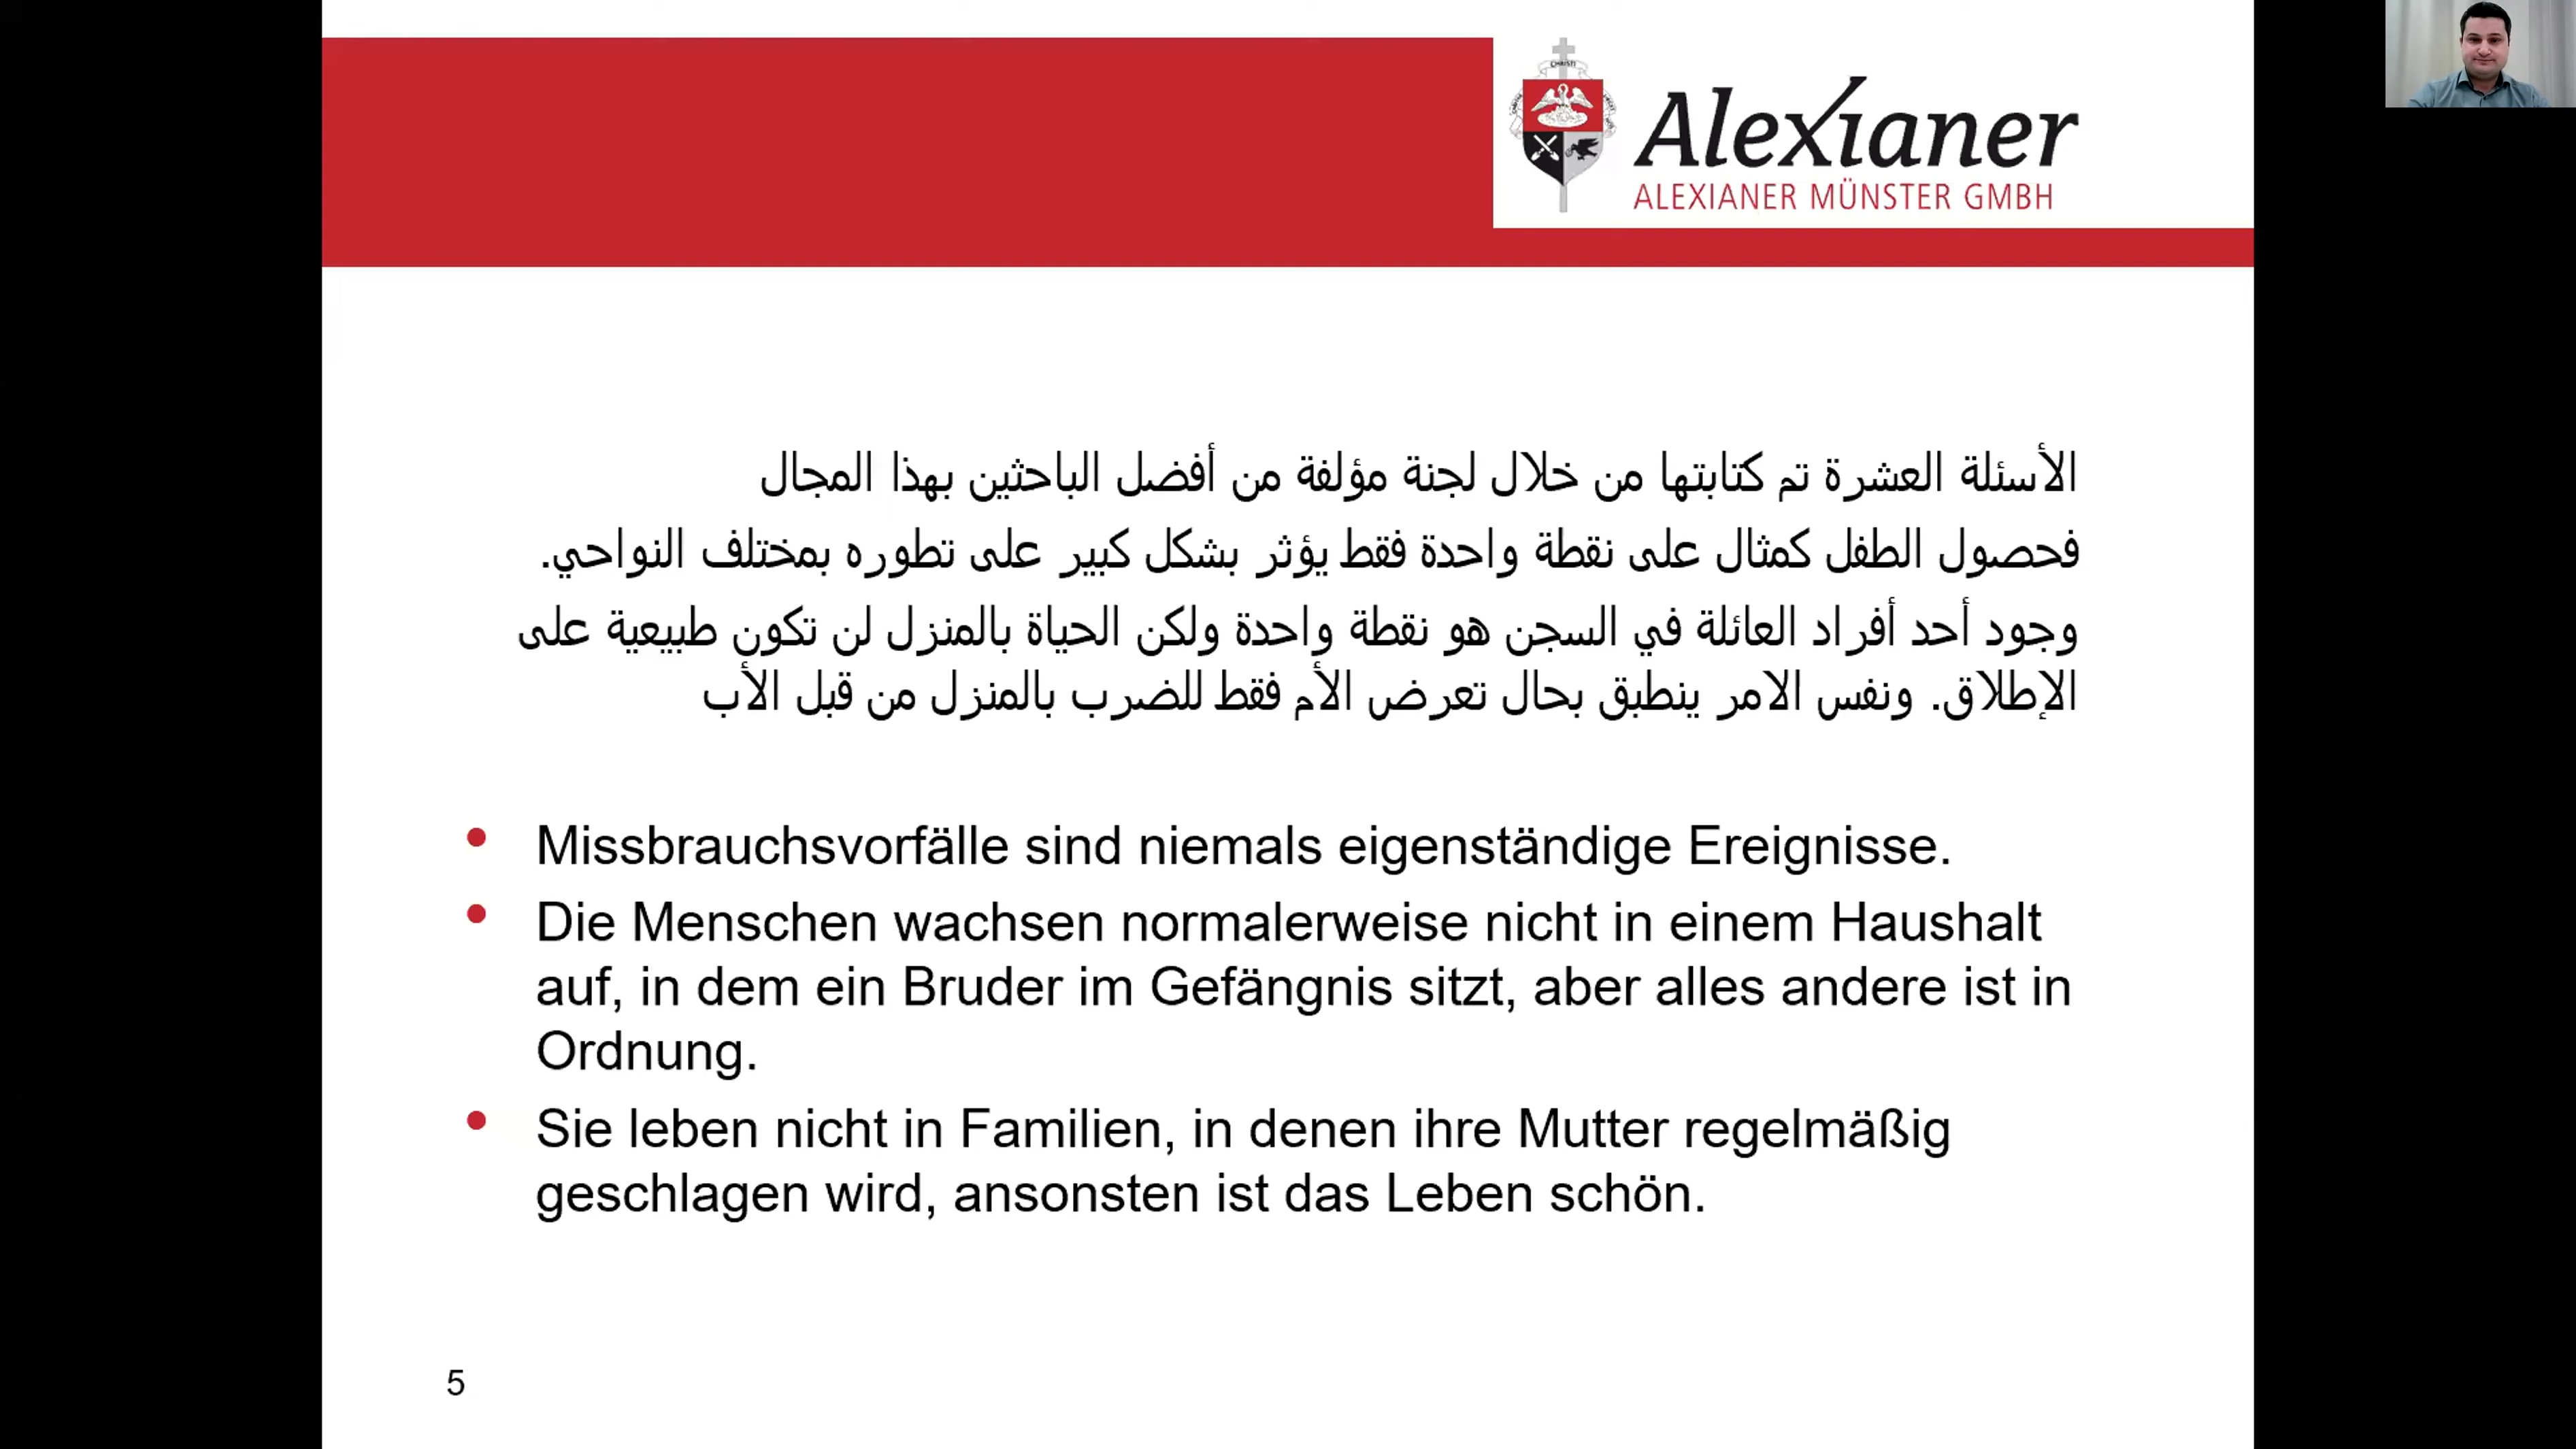 CHRISTI
Alexianer
ALEXIANER MÜNSTER GMBH
الأسئلة العشرة تم كتابتها من خلال لجنة مؤلفة من أفضل الباحثين بهذا المجال
فحصول الطفل كمثال على نقطة واحدة فقط يؤثر بشكل كبير على تطوره بمختلف النواحي.
وجود أحد أفراد العائلة في السجن هو نقطة واحدة ولكن الحياة بالمنزل لن تكون طبيعية على
الإطلاق. ونفس الامر ينطبق بحال تعرض الأم فقط للضرب بالمنزل من قبل الأب
• Missbrauchsvorfälle sind niemals eigenständige Ereignisse.
• Die Menschen wachsen normalerweise nicht in einem Haushalt
auf, in dem ein Bruder im Gefängnis sitzt, aber alles andere ist in
Ordnung.
• Sie leben nicht in Familien, in denen ihre Mutter regelmäßig
geschlagen wird, ansonsten ist das Leben schön.
5